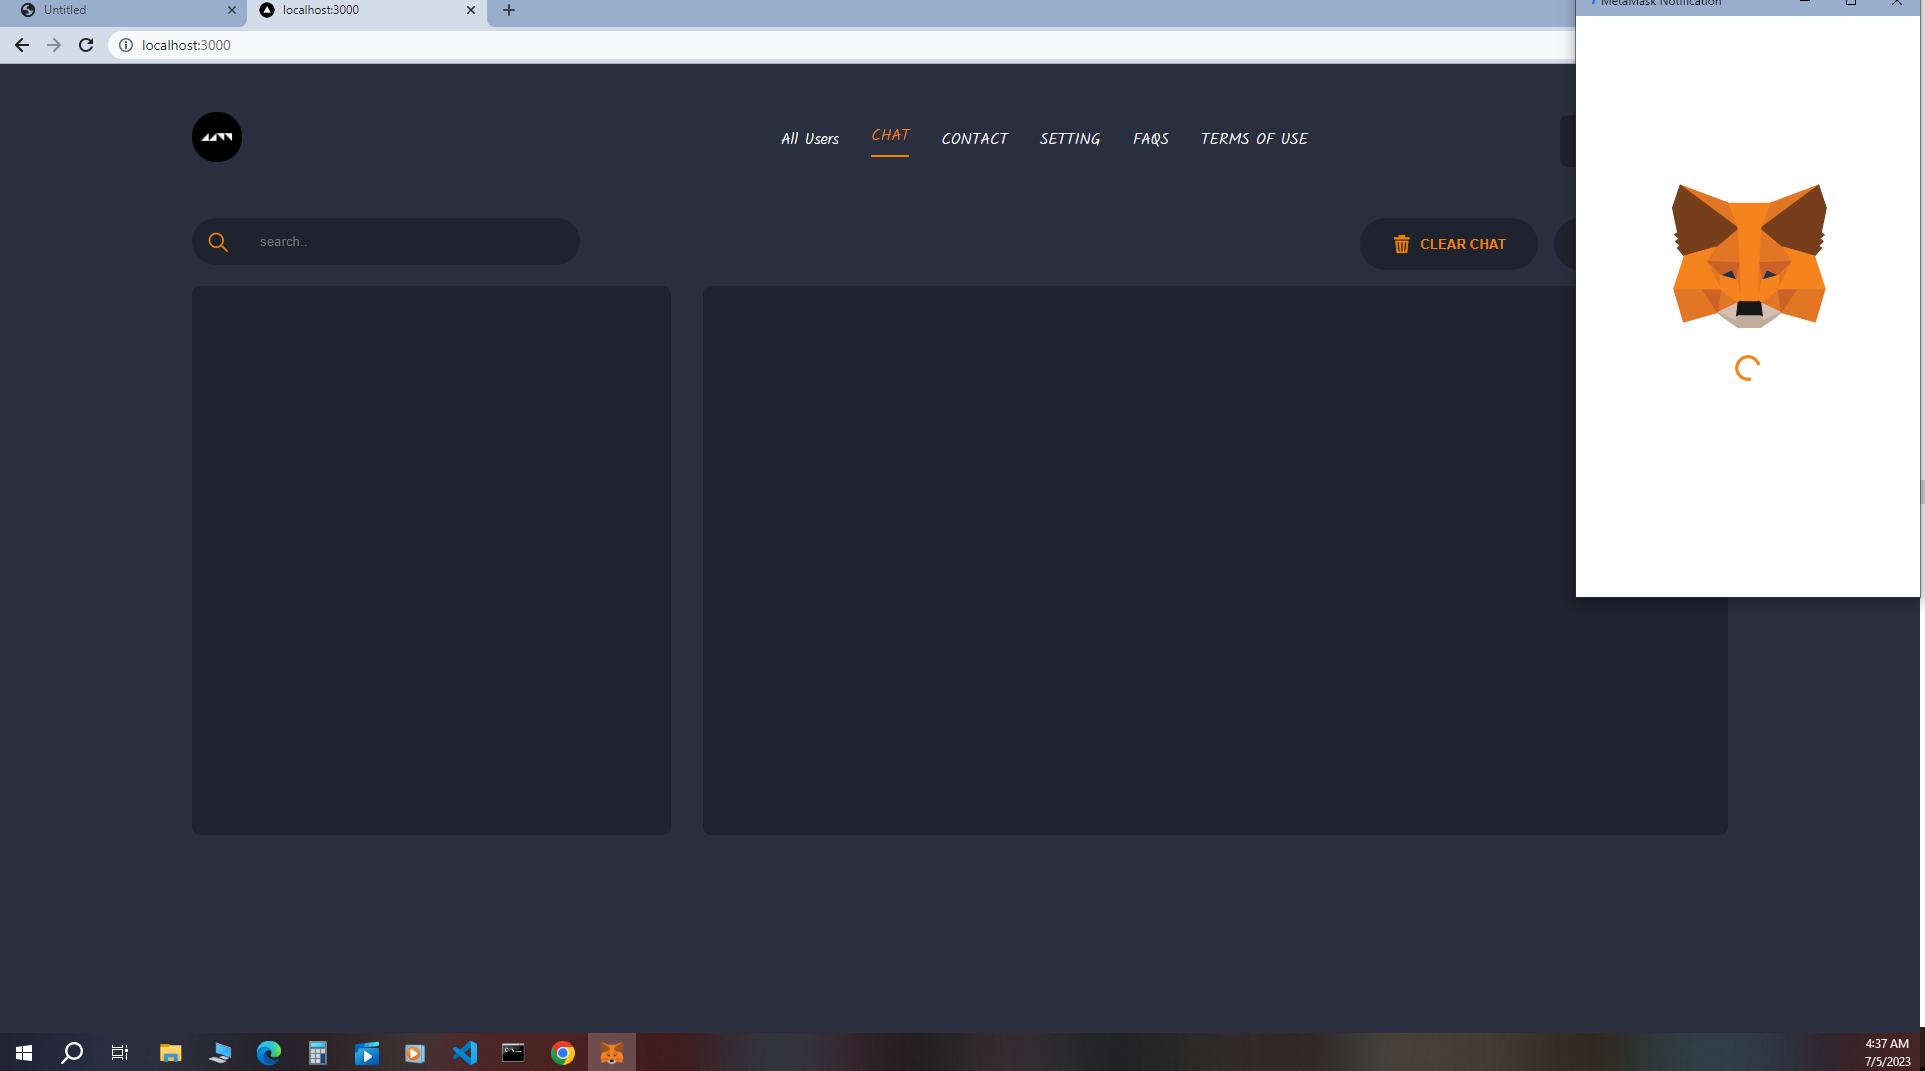 Untitled
localhost:3000
MetaMask Notification
localhost:3000
All Users
CHAT
CONTACT
SETTING
FAQS
TERMS OF USE
search..
CLEAR CHAT
4:37 AM
7/5/2023